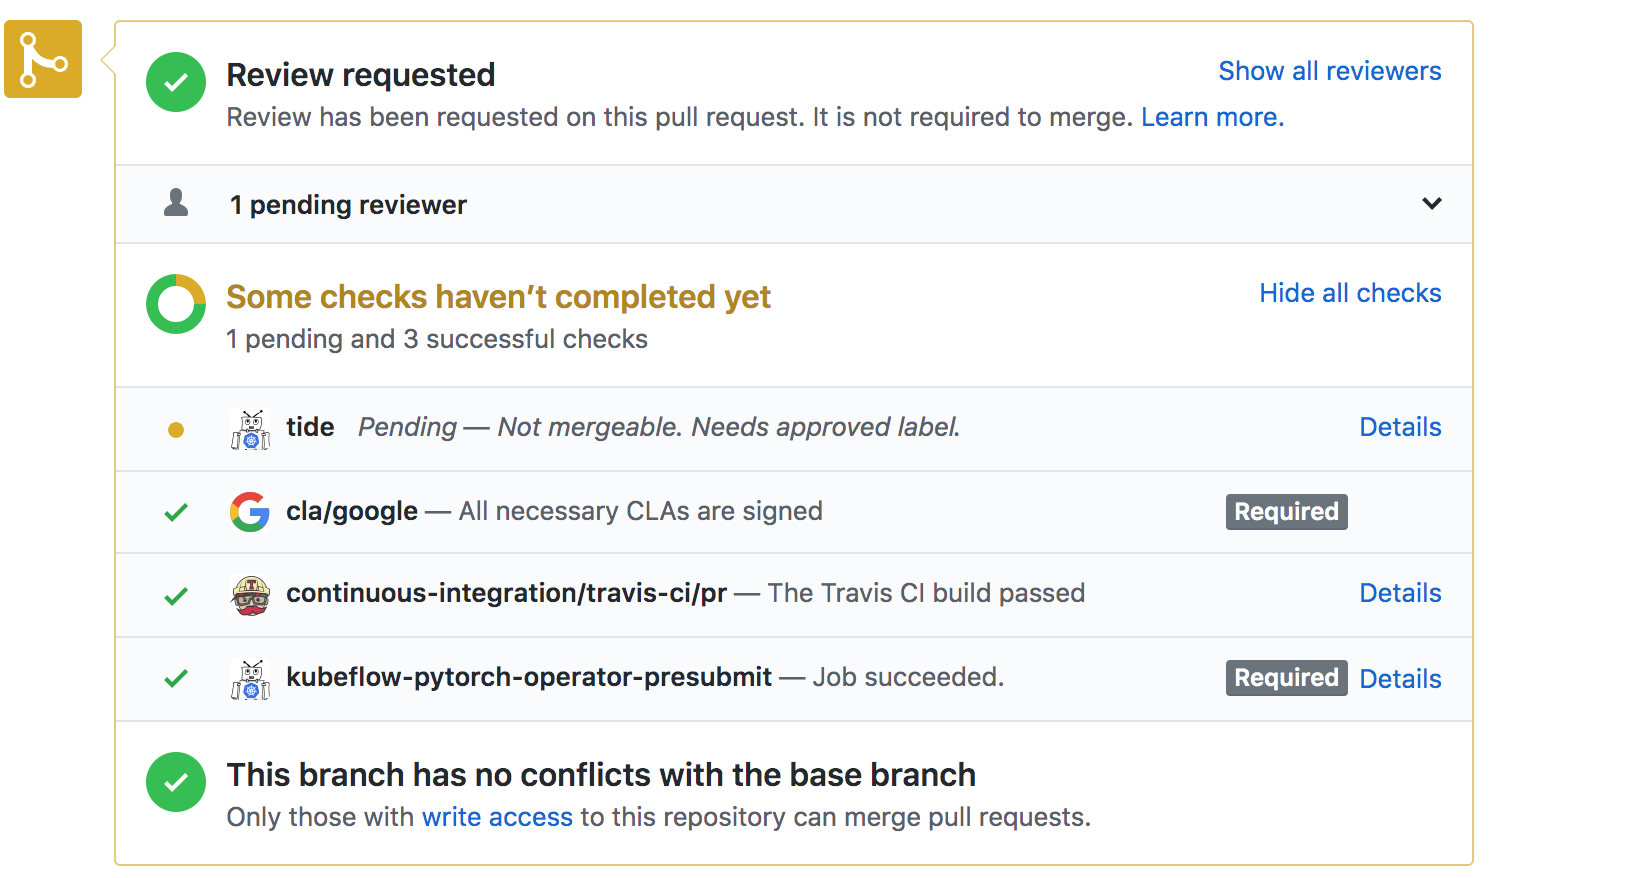 Review requested
Show all reviewers
Review has been requested on this pull request. It is not required to merge. Learn more.
1 pending reviewer
Some checks haven’t completed yet
Hide all checks
1 pending and 3 successful checks
tide Pending — Not mergeable. Needs approved label.
Details
cla/google — All necessary CLAs are signed
Required
continuous-integration/travis-ci/pr — The Travis CI build passed
Details
kubeflow-pytorch-operator-presubmit — Job succeeded.
Required Details
This branch has no conflicts with the base branch
Only those with write access to this repository can merge pull requests.